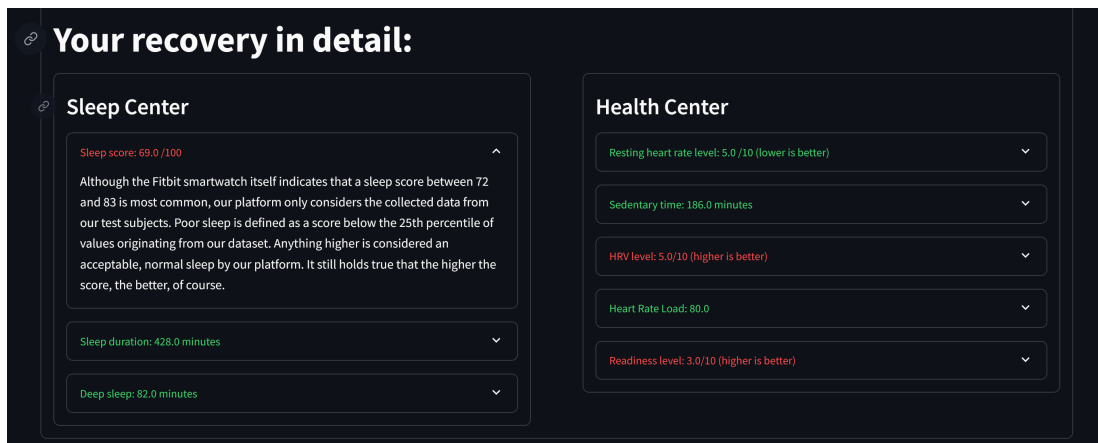 Your recovery in detail:
Sleep Center
Sleep score: 69.0 /100
Although the Fitbit smartwatch itself indicates that a sleep score between 72
and 83 is most common, our platform only considers the collected data from
our test subjects. Poor sleep is defined as a score below the 25th percentile of
values originating from our dataset. Anything higher is considered an
acceptable, normal sleep by our platform. It still holds true that the higher the
score, the better, of course.
Sleep duration: 428.0 minutes
Deep sleep: 82.0 minutes
Health Center
Resting heart rate level: 5.0 /10 (lower is better)
Sedentary time: 186.0 minutes
HRV level: 5.0/10 (higher is better)
Heart Rate Load: 80.0
Readiness level: 3.0/10 (higher is better)